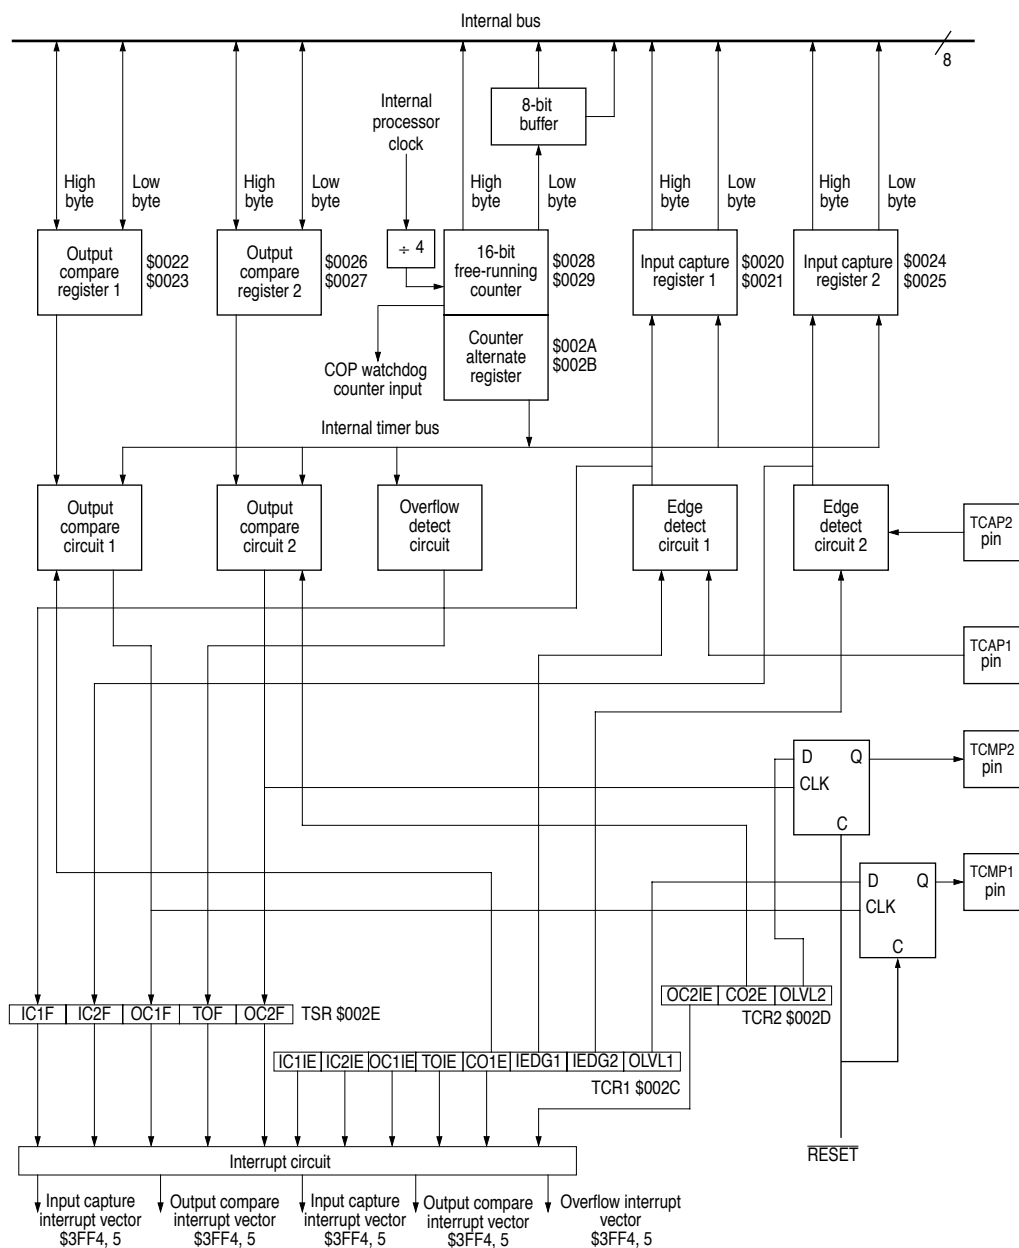 Internal bus
8
Internal
processor
clock
8-bit
buffer
High
byte
Low
byte
High
byte
Low
byte
High
byte
Low
byte
High
byte
Low
byte
High
byte
Low
byte
Output
compare
register 1
$0022
$0023
Output
compare
register 2
$0026
$0027
÷ 4
16-bit
free-running
counter
$0028
$0029
Input capture
register 1
$0020
$0021
Input capture
register 2
$0024
$0025
COP watchdog
counter input
Counter
alternate
register
$002A
$002B
Internal timer bus
Output
compare
circuit 1
Output
compare
circuit 2
Overflow
detect
circuit
Edge
detect
circuit 1
Edge
detect
circuit 2
TCAP2
pin
TCAP1
pin
D Q
CLK
C
TCMP2
pin
D Q
CLK
C
TCMP1
pin
OC2IE CO2E OLVL2
TCR2 $002D
IC1F IC2F OC1F TOF OC2F TSR $002E
IC1IE IC2IE OC1IE TOIE CO1E IEDG1 IEDG2 OLVL1
TCR1 $002C
RESET
Interrupt circuit
Input capture
interrupt vector
$3FF4, 5
Output compare
interrupt vector
$3FF4, 5
Input capture
interrupt vector
$3FF4, 5
Output compare
interrupt vector
$3FF4, 5
Overflow interrupt
vector
$3FF4, 5